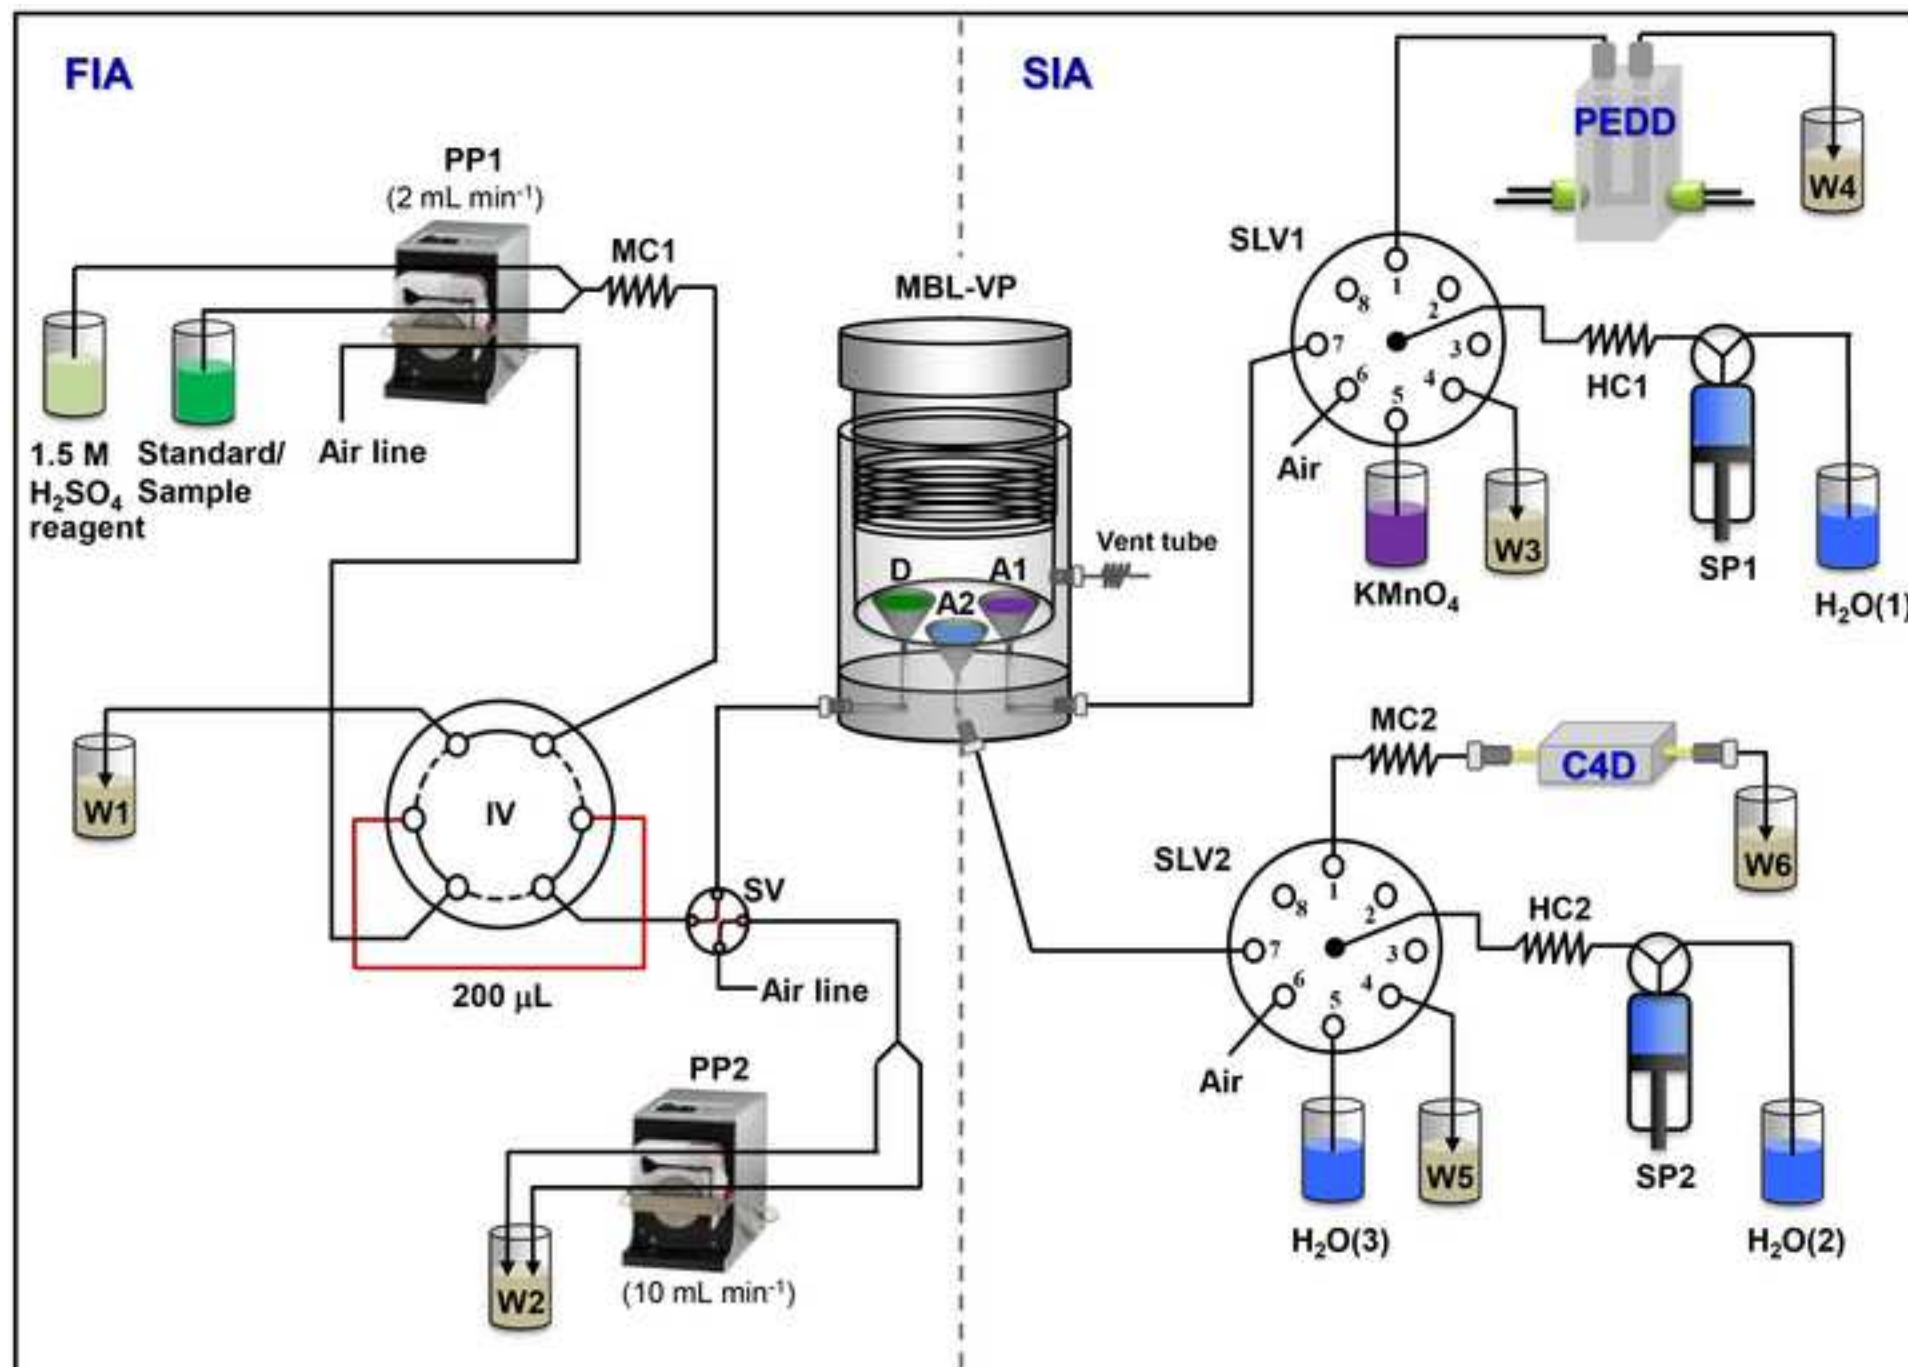 FIA
SIA
PP1
(2 mL min⁻¹)
MC1
1.5 M
H₂SO₄
reagent
Standard/
Sample
Air line
W1
IV
200 µL
SV
Air line
PP2
(10 mL min⁻¹)
W2
MBL-VP
D
A1
A2
Vent tube
PEDD
W4
SLV1
1
2
3
4
5
6
7
8
HC1
Air
KMnO₄
W3
SP1
H₂O(1)
MC2
C4D
W6
SLV2
1
2
3
4
5
6
7
8
HC2
Air
H₂O(3)
W5
SP2
H₂O(2)